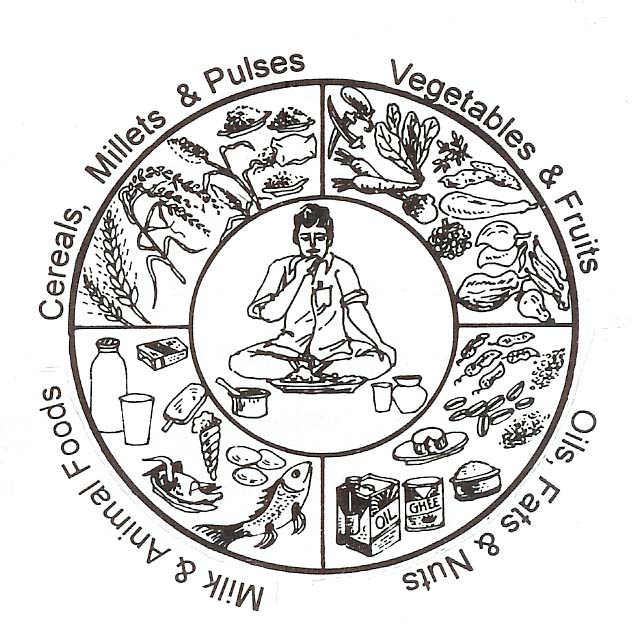 Cereals, Millets & Pulses
Vegetables & Fruits
Oils, Fats & Nuts
Milk & Animal Foods
OIL
GHEE